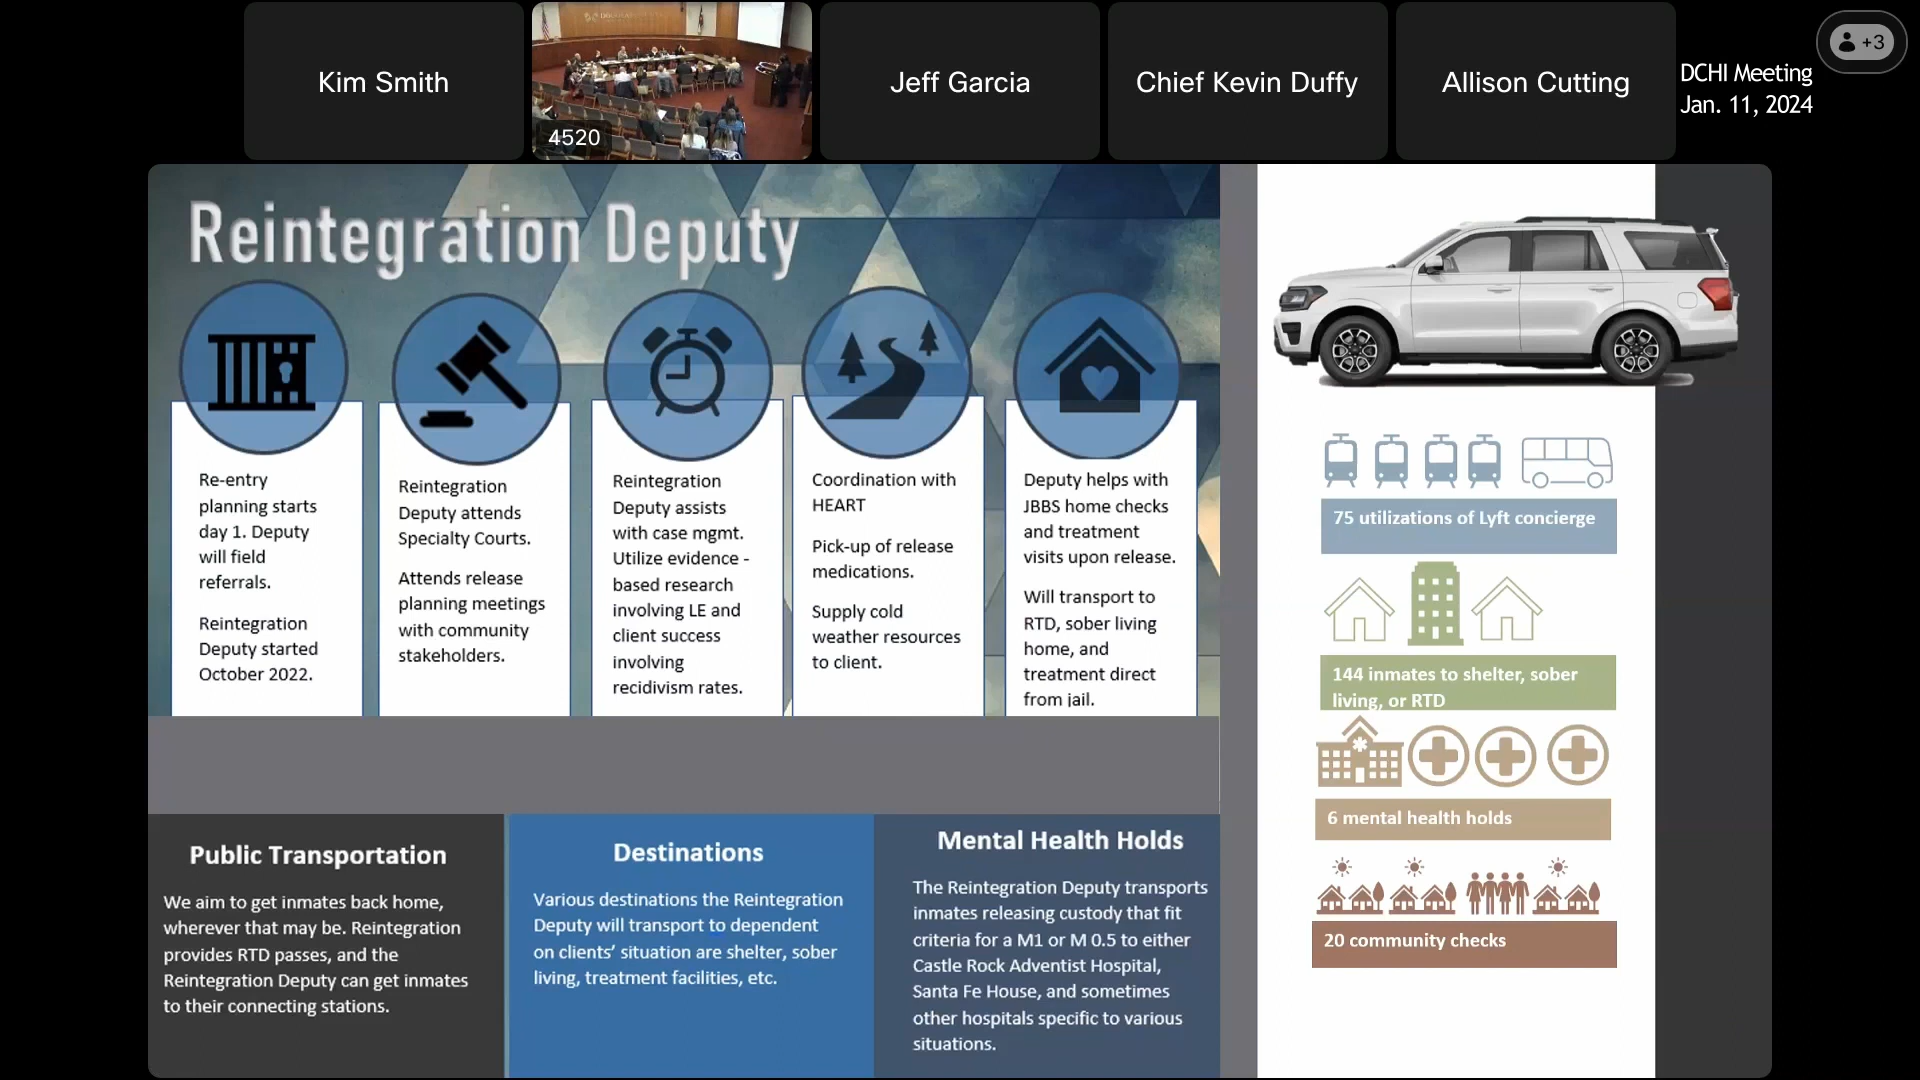 Kim Smith
4520
Jeff Garcia
Chief Kevin Duffy
Allison Cutting
+3
DCHI Meeting
Jan. 11, 2024
Reintegration Deputy
Re-entry
planning starts
day 1. Deputy
will field
referrals.
Reintegration
Deputy started
October 2022.
Reintegration
Deputy attends
Specialty Courts.
Attends release
planning meetings
with community
stakeholders.
Reintegration
Deputy assists
with case mgmt.
Utilize evidence -
based research
involving LE and
client success
involving
recidivism rates.
Coordination with
HEART
Pick-up of release
medications.
Supply cold
weather resources
to client.
Deputy helps with
JBBS home checks
and treatment
visits upon release.
Will transport to
RTD, sober living
home, and
treatment direct
from jail.
75 utilizations of Lyft concierge
144 inmates to shelter, sober
living, or RTD
6 mental health holds
20 community checks
Public Transportation
We aim to get inmates back home,
wherever that may be. Reintegration
provides RTD passes, and the
Reintegration Deputy can get inmates
to their connecting stations.
Destinations
Various destinations the Reintegration
Deputy will transport to dependent
on clients’ situation are shelter, sober
living, treatment facilities, etc.
Mental Health Holds
The Reintegration Deputy transports
inmates releasing custody that fit
criteria for a M1 or M 0.5 to either
Castle Rock Adventist Hospital,
Santa Fe House, and sometimes
other hospitals specific to various
situations.